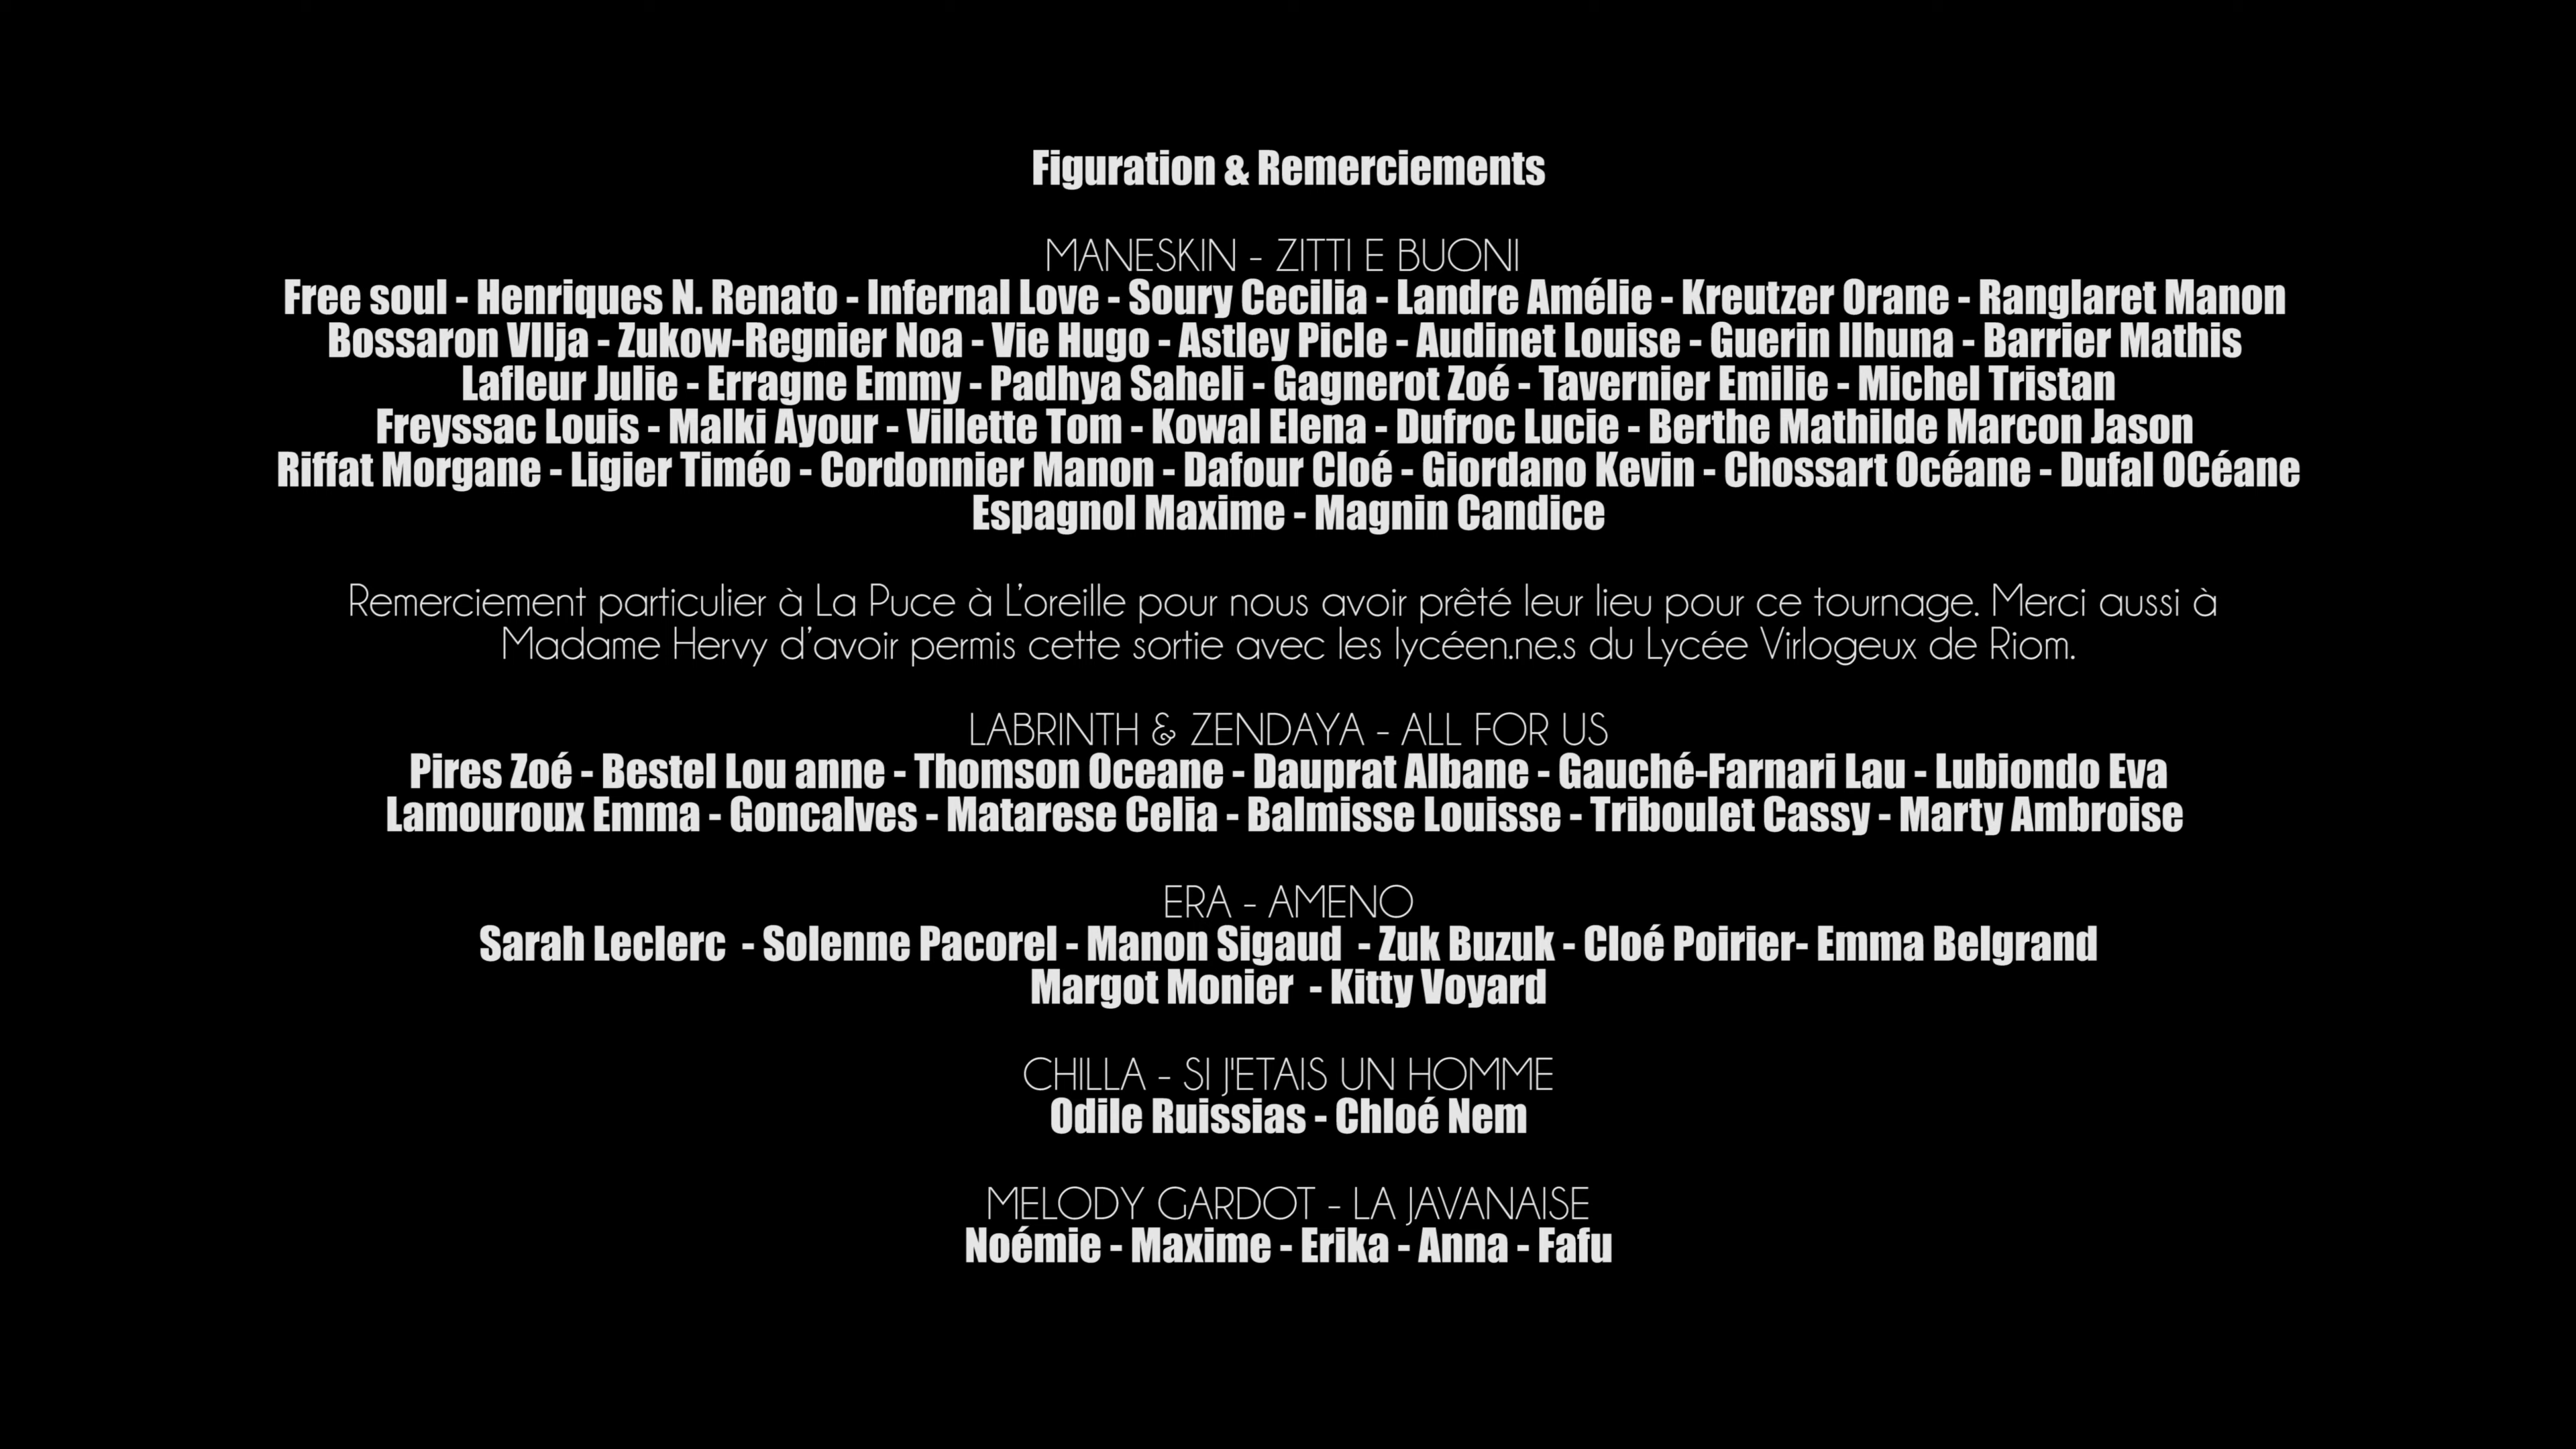 Figuration & Remerciements
MANESKIN - ZITTI E BUONI
Free soul - Henriques N. Renato - Infernal Love - Soury Cecilia - Landre Amélie - Kreutzer Orane - Ranglaret Manon
Bossaron VIlja - Zukow-Regnier Noa - Vie Hugo - Astley Picle - Audinet Louise - Guerin Ilhuna - Barrier Mathis
Lafleur Julie - Erragne Emmy - Padhya Saheli - Gagnerot Zoé - Tavernier Emilie - Michel Tristan
Freyssac Louis - Malki Ayour - Villette Tom - Kowal Elena - Dufroc Lucie - Berthe Mathilde Marcon Jason
Riffat Morgane - Ligier Timéo - Cordonnier Manon - Dafour Cloé - Giordano Kevin - Chossart Océane - Dufal OCéane
Espagnol Maxime - Magnin Candice
Remerciement particulier à La Puce à L'oreille pour nous avoir prêté leur lieu pour ce tournage. Merci aussi à
Madame Hervy d'avoir permis cette sortie avec les lycéen.ne.s du Lycée Virlogeux de Riom.
LABRINTH & ZENDAYA - ALL FOR US
Pires Zoé - Bestel Lou anne - Thomson Oceane - Dauprat Albane - Gauché-Farnari Lau - Lubiondo Eva
Lamouroux Emma - Goncalves - Matarese Celia - Balmisse Louisse - Triboulet Cassy - Marty Ambroise
ERA - AMENO
Sarah Leclerc  - Solenne Pacorel - Manon Sigaud  - Zuk Buzuk - Cloé Poirier- Emma Belgrand
Margot Monier  - Kitty Voyard
CHILLA - SI J'ETAIS UN HOMME
Odile Ruissias - Chloé Nem
MELODY GARDOT - LA JAVANAISE
Noémie - Maxime - Erika - Anna - Fafu